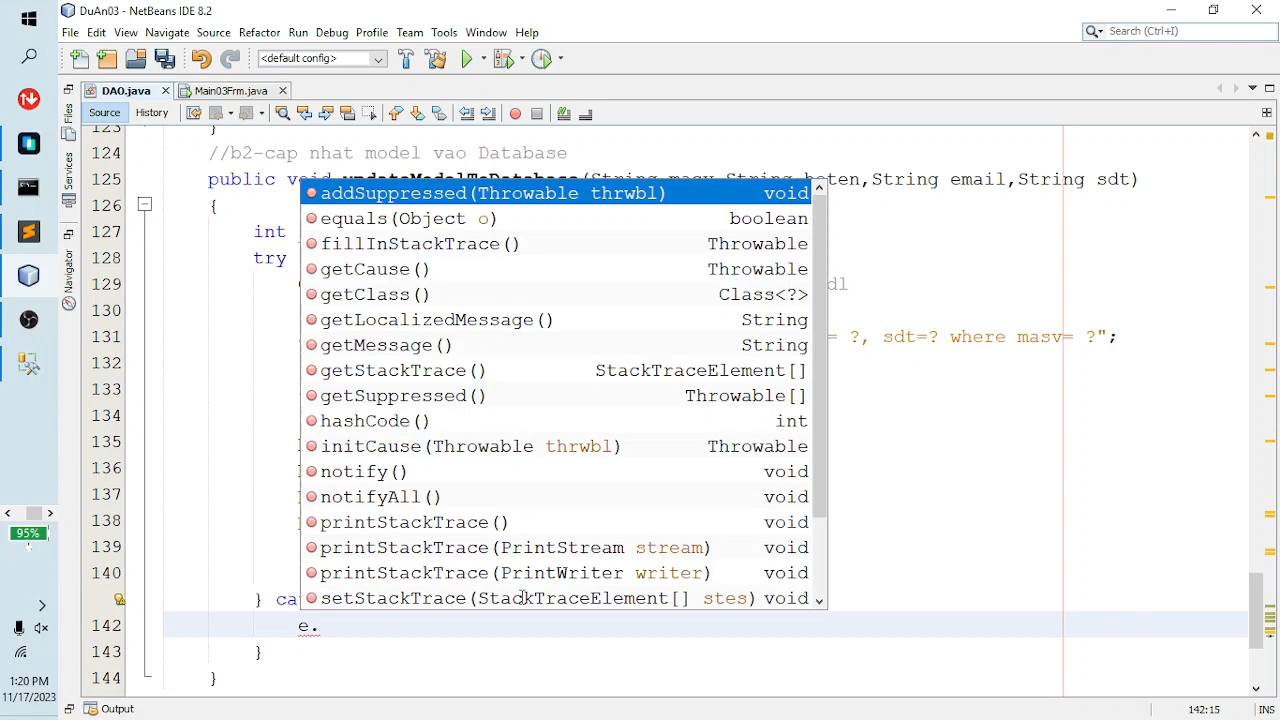 DuAn03 - NetBeans IDE 8.2
File Edit View Navigate Source Refactor Run Debug Profile Team Tools Window Help
Search (Ctrl+I)
<default config>
DAO.java
Main03Frm.java
Source History
Files
Services
Navigator
123 }
124 //b2-cap nhat model vao Database
125 public void updateModelToDatabase(String masv,String hoten,String email,String sdt)
126 {
127 int
128 try
129 dl
130
131 = ?, sdt=? where masv= ?";
132
133
134
135
136
137
138
139
140
} ca
142 e.
143 }
144 }
addSuppressed(Throwable thrwbl) void
equals(Object o) boolean
fillInStackTrace() Throwable
getCause() Throwable
getClass() Class<?>
getLocalizedMessage() String
getMessage() String
getStackTrace() StackTraceElement[]
getSuppressed() Throwable[]
hashCode() int
initCause(Throwable thrwbl) Throwable
notify() void
notifyAll() void
printStackTrace() void
printStackTrace(PrintStream stream) void
printStackTrace(PrintWriter writer) void
setStackTrace(StackTraceElement[] stes) void
95%
1:20 PM
11/17/2023
Output
142:15
INS